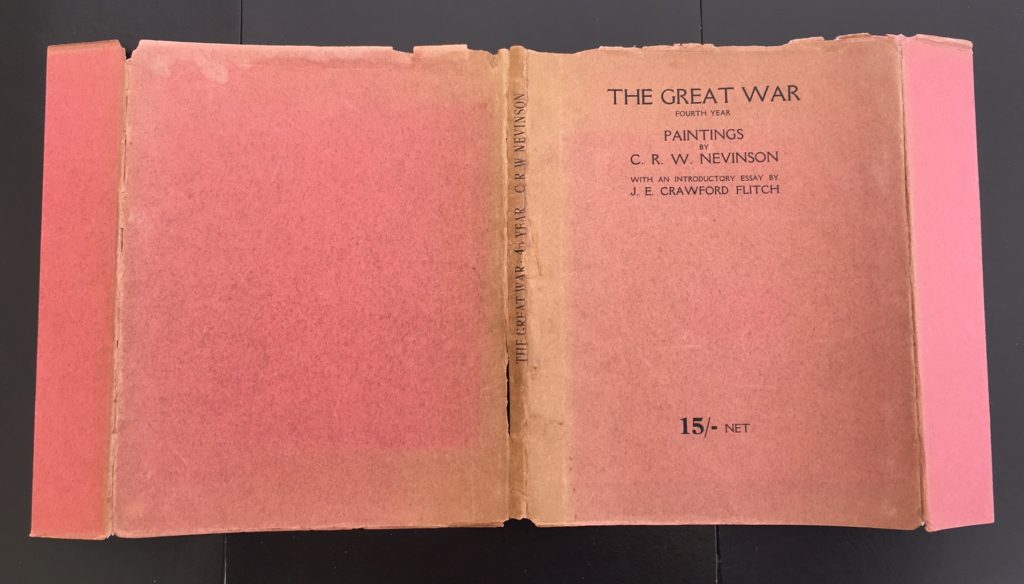 THE GREAT WAR - 4TH YEAR C. R. W. NEVINSON
THE GREAT WAR
FOURTH YEAR
PAINTINGS
BY
C. R. W. NEVINSON
WITH AN INTRODUCTORY ESSAY BY
J. E. CRAWFORD FLITCH
15/- NET